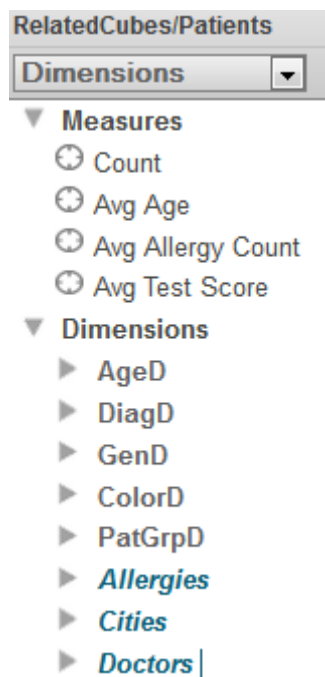 RelatedCubes/Patients
Dimensions
Measures
Count
Avg Age
Avg Allergy Count
Avg Test Score
Dimensions
AgeD
DiagD
GenD
ColorD
PatGrpD
Allergies
Cities
Doctors